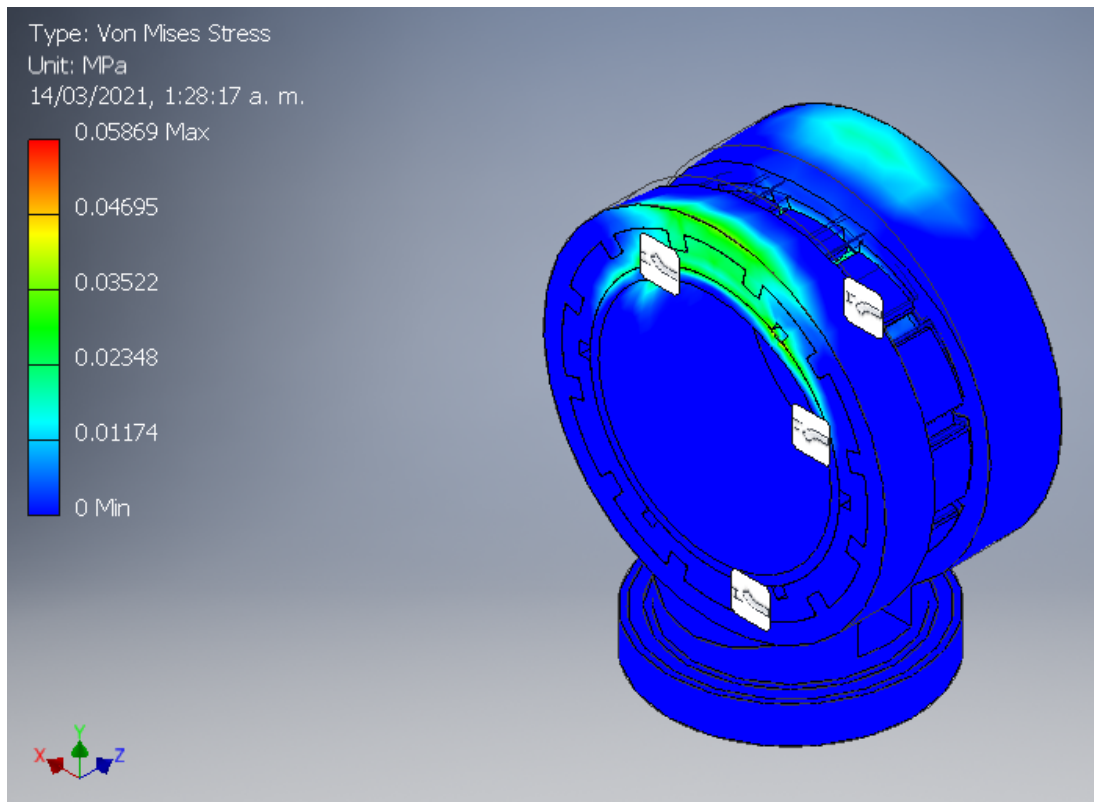 Type: Von Mises Stress
Unit: MPa
14/03/2021, 1:28:17 a. m.
0.05869 Max
0.04695
0.03522
0.02348
0.01174
0 Min
Y
X
Z